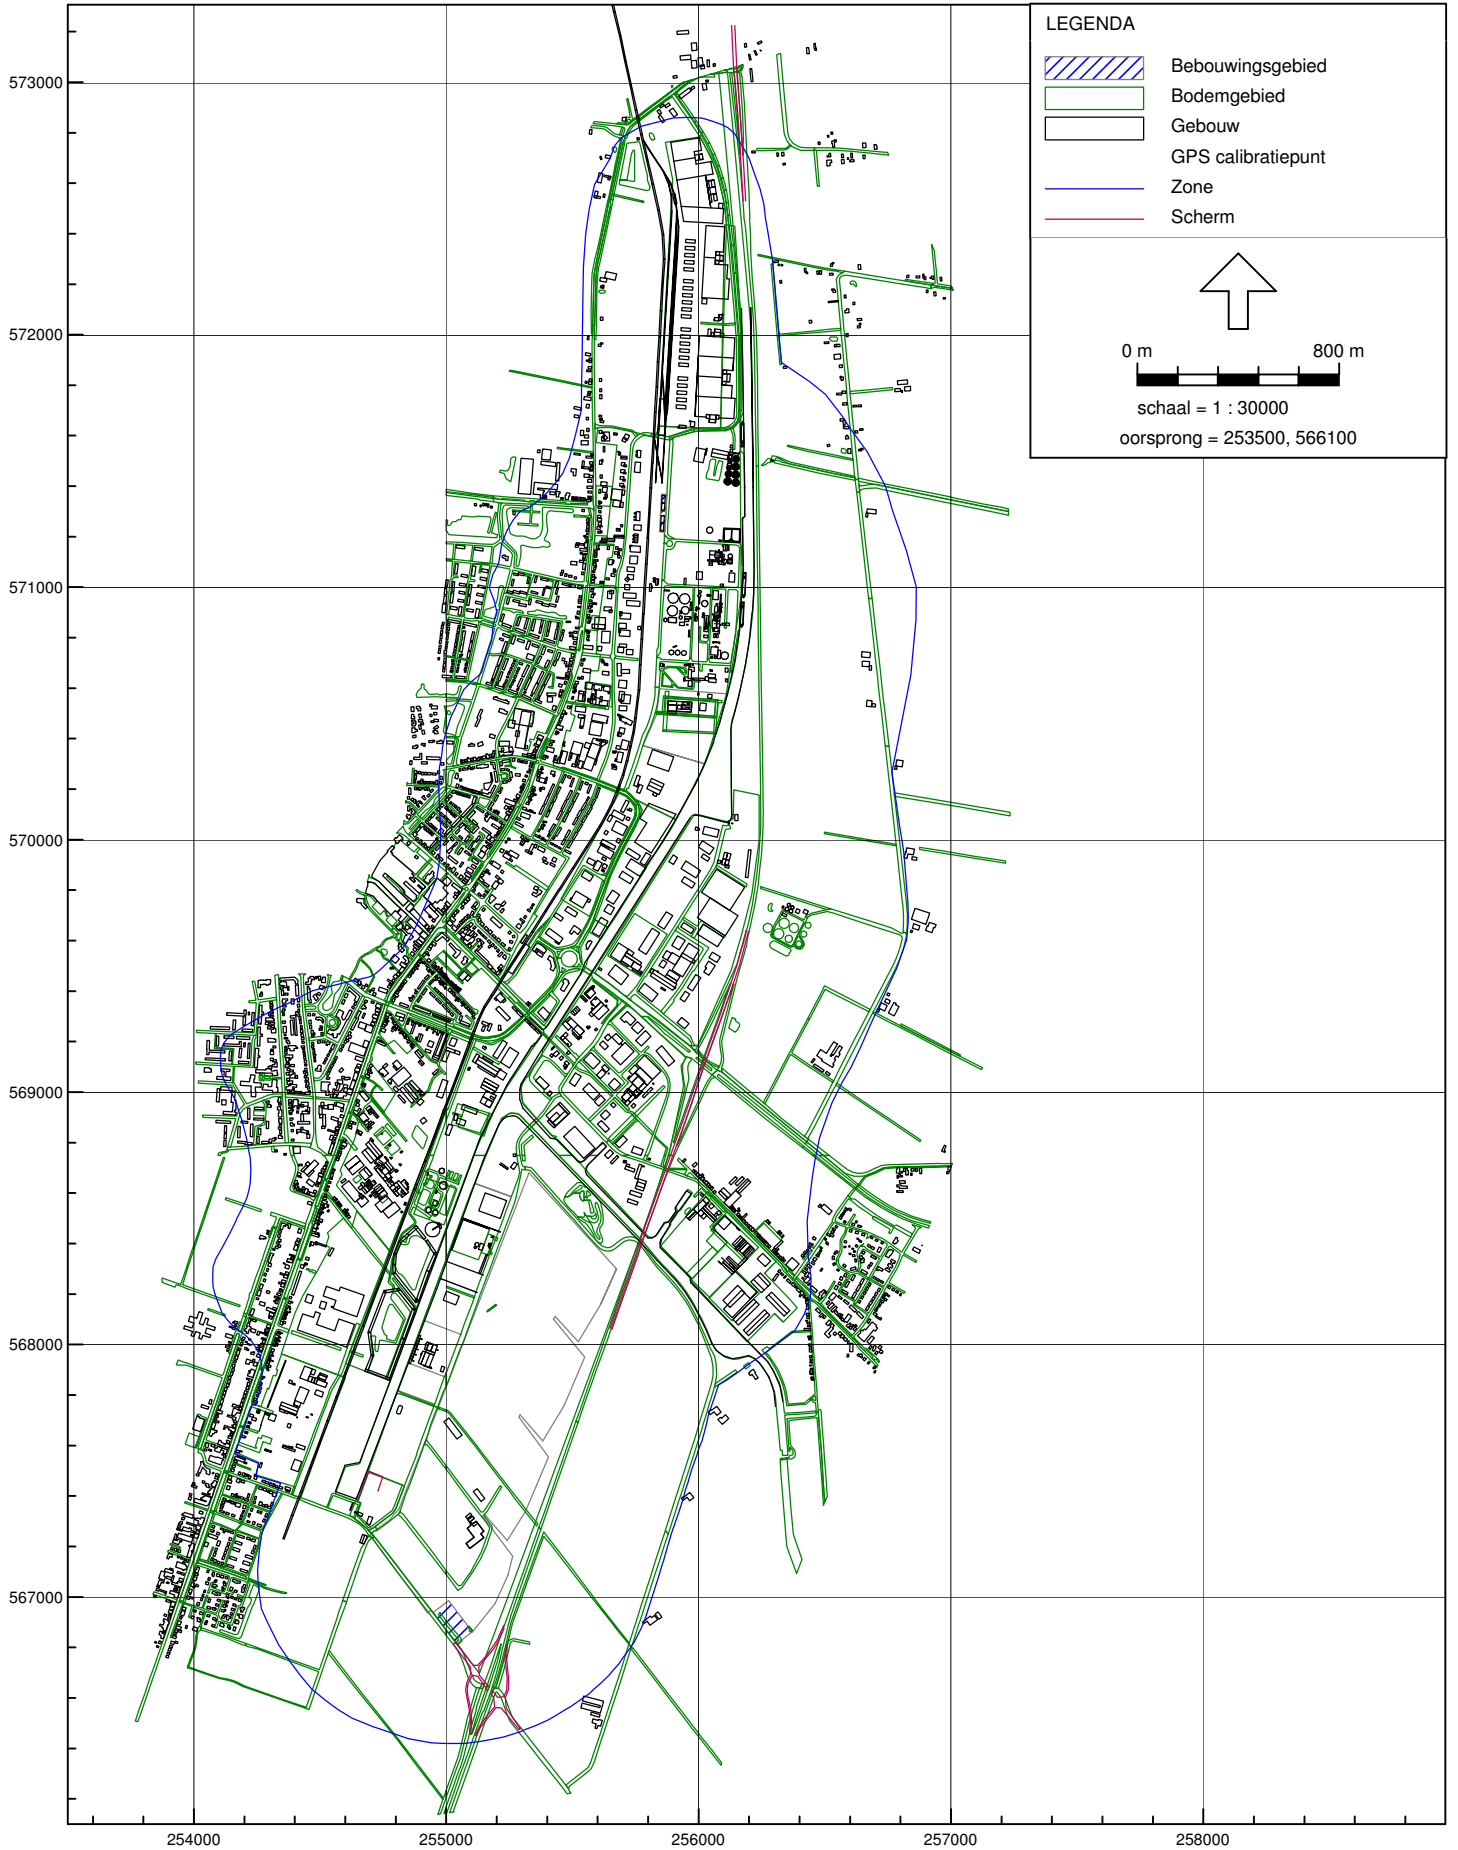 LEGENDA
Bebouwingsgebied
Bodemgebied
Gebouw
GPS calibratiepunt
Zone
Scherm
0 m 800 m
schaal = 1 : 30000
oorsprong = 253500, 566100
573000
572000
571000
570000
569000
568000
567000
254000 255000 256000 257000 258000